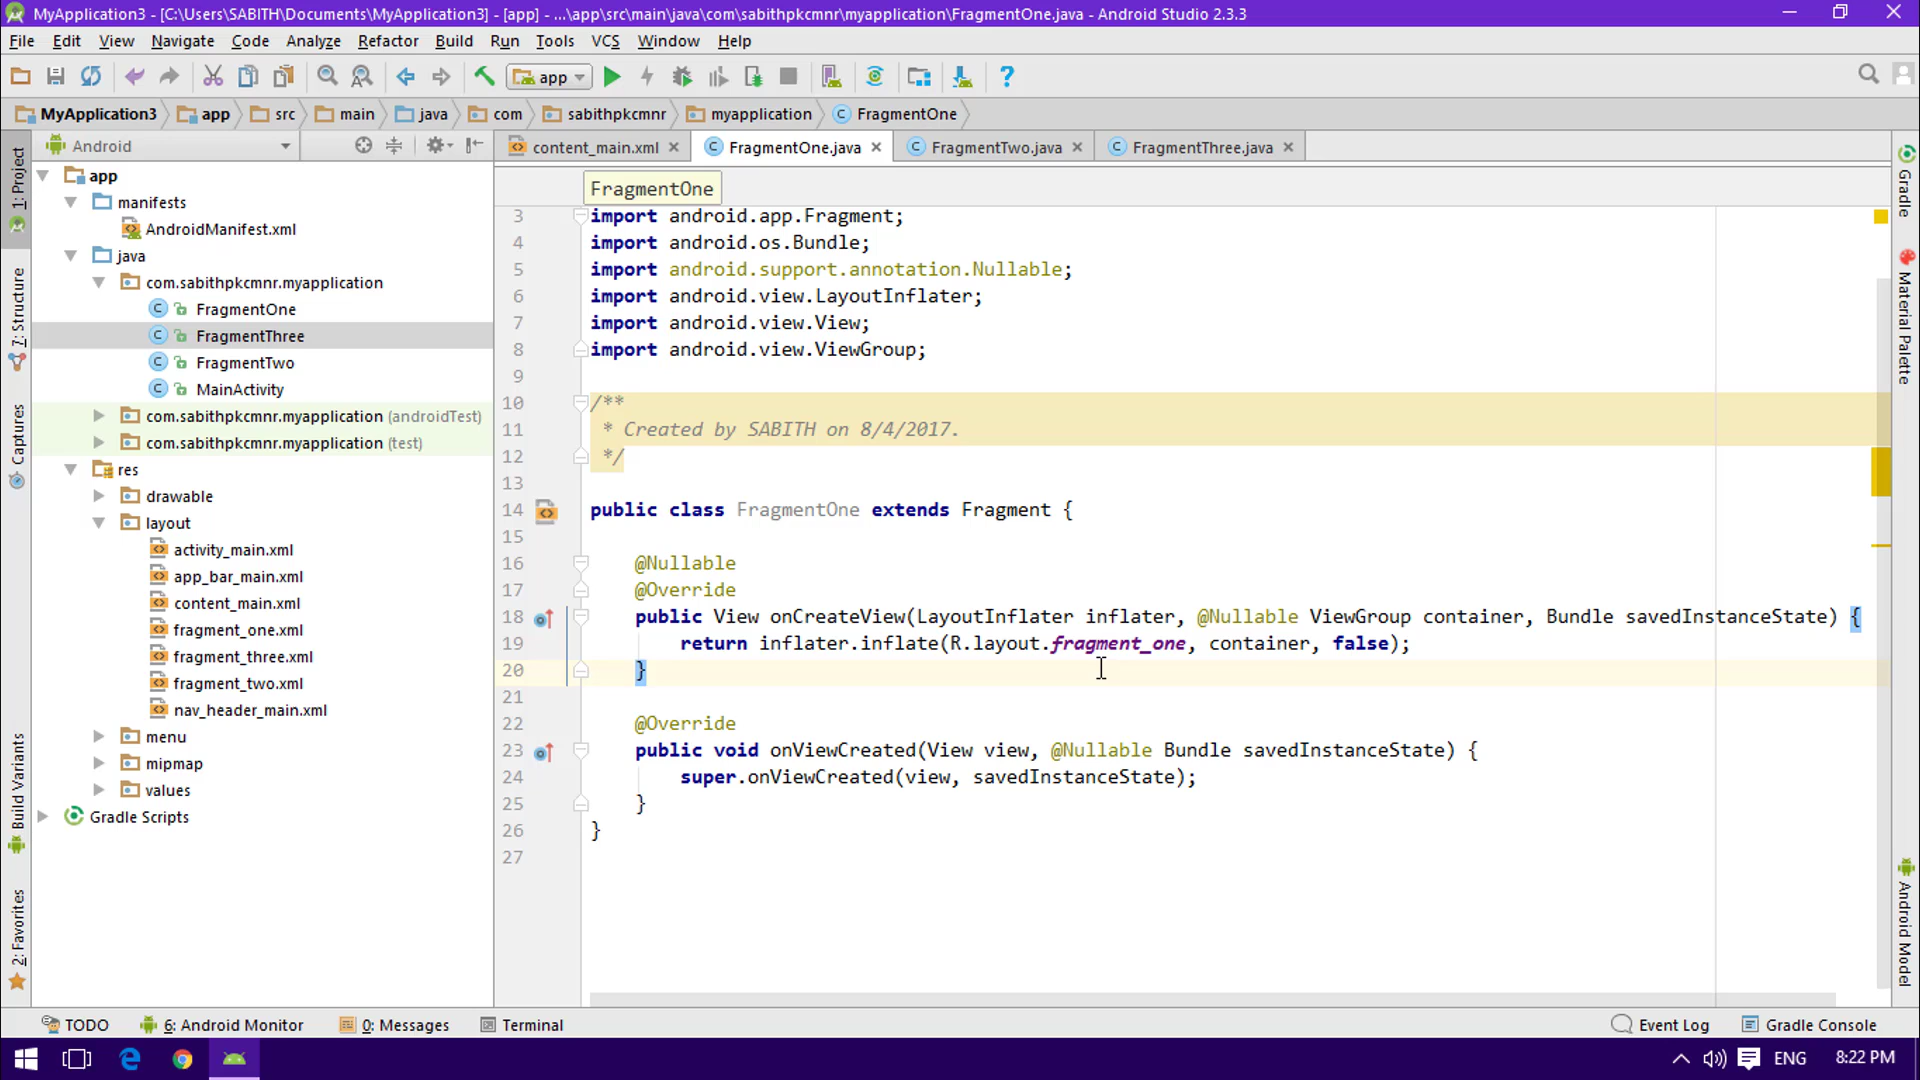 MyApplication3 - [C:\Users\SABITH\Documents\MyApplication3] - [app] - ...\app\src\main\java\com\sabithpkcmnr\myapplication\FragmentOne.java - Android Studio 2.3.3
File Edit View Navigate Code Analyze Refactor Build Run Tools VCS Window Help
app
MyApplication3 app src main java com sabithpkcmnr myapplication FragmentOne
Android
content_main.xml FragmentOne.java FragmentTwo.java FragmentThree.java
1: Project
7: Structure
Captures
Build Variants
2: Favorites
app
manifests
AndroidManifest.xml
java
com.sabithpkcmnr.myapplication
FragmentOne
FragmentThree
FragmentTwo
MainActivity
com.sabithpkcmnr.myapplication (androidTest)
com.sabithpkcmnr.myapplication (test)
res
drawable
layout
activity_main.xml
app_bar_main.xml
content_main.xml
fragment_one.xml
fragment_three.xml
fragment_two.xml
nav_header_main.xml
menu
mipmap
values
Gradle Scripts
FragmentOne
3 import android.app.Fragment;
4 import android.os.Bundle;
5 import android.support.annotation.Nullable;
6 import android.view.LayoutInflater;
7 import android.view.View;
8 import android.view.ViewGroup;
9
10 /**
11 * Created by SABITH on 8/4/2017.
12 */
13
14 public class FragmentOne extends Fragment {
15
16 @Nullable
17 @Override
18 public View onCreateView(LayoutInflater inflater, @Nullable ViewGroup container, Bundle savedInstanceState) {
19 return inflater.inflate(R.layout.fragment_one, container, false);
20 }
21
22 @Override
23 public void onViewCreated(View view, @Nullable Bundle savedInstanceState) {
24 super.onViewCreated(view, savedInstanceState);
25 }
26 }
27
Gradle
Material Palette
Android Model
TODO 6: Android Monitor 0: Messages Terminal Event Log Gradle Console
ENG 8:22 PM